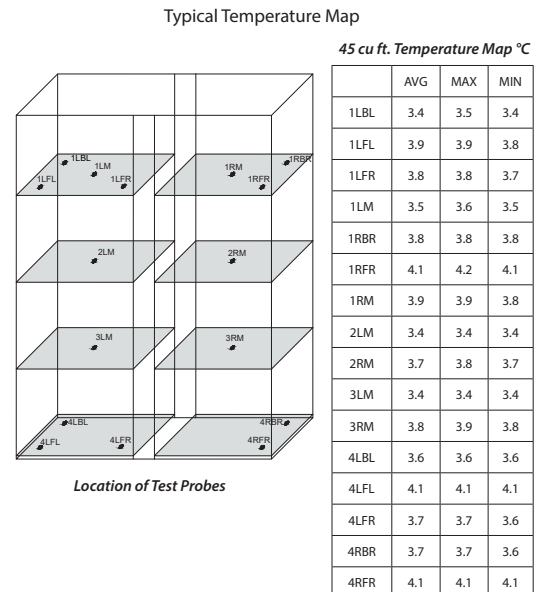 Typical Temperature Map
45 cu ft. Temperature Map °C
1LBL
1LM
1LFL
1LFR
1RM
1RBR
1RFR
2LM
2RM
3LM
3RM
4LBL
4LFL
4LFR
4RBR
4RFR
Location of Test Probes
AVG MAX MIN
1LBL 3.4 3.5 3.4
1LFL 3.9 3.9 3.8
1LFR 3.8 3.8 3.7
1LM 3.5 3.6 3.5
1RBR 3.8 3.8 3.8
1RFR 4.1 4.2 4.1
1RM 3.9 3.9 3.8
2LM 3.4 3.4 3.4
2RM 3.7 3.8 3.7
3LM 3.4 3.4 3.4
3RM 3.8 3.9 3.8
4LBL 3.6 3.6 3.6
4LFL 4.1 4.1 4.1
4LFR 3.7 3.7 3.6
4RBR 3.7 3.7 3.6
4RFR 4.1 4.1 4.1